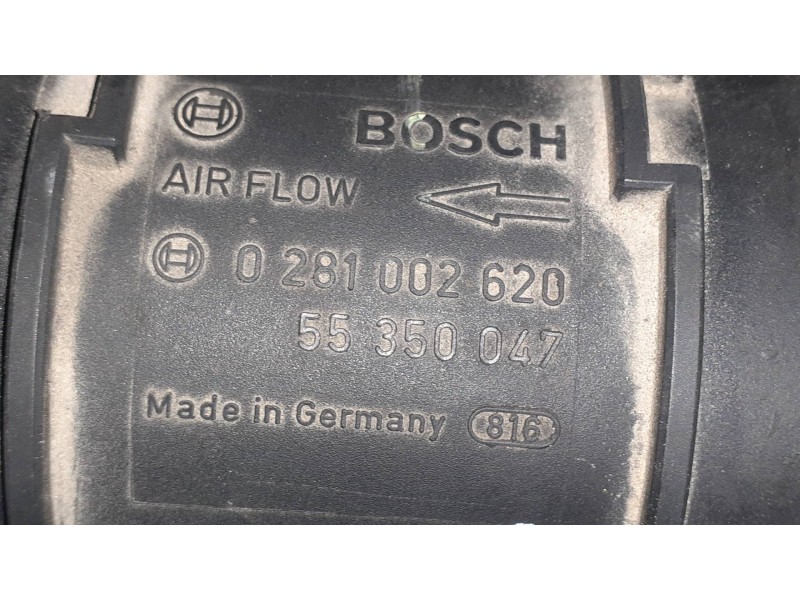 BOSCH
AIR FLOW
0 281 002 620
55 350 047
Made in Germany 816